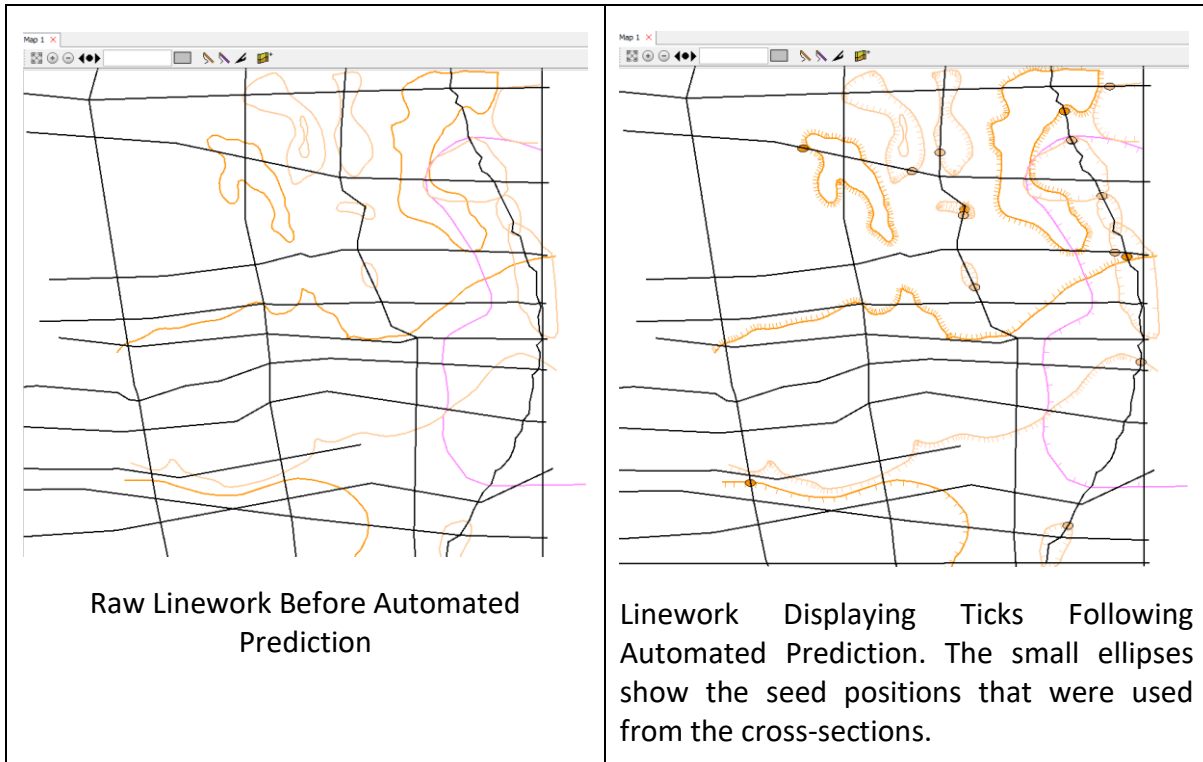 Map 1
Map 1
Raw Linework Before Automated
Prediction
Linework Displaying Ticks Following
Automated Prediction. The small ellipses
show the seed positions that were used
from the cross-sections.